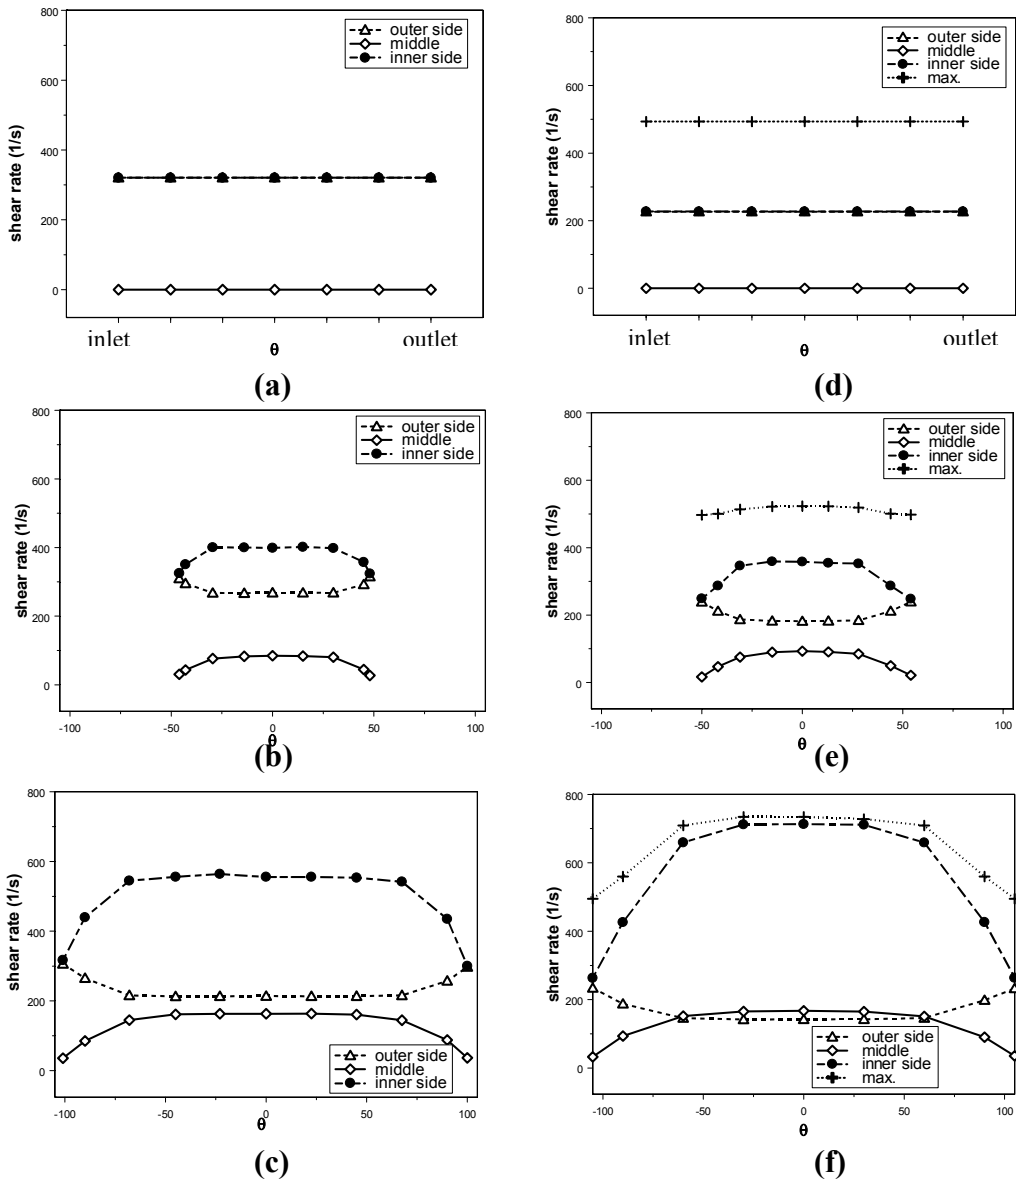 800
600
400
200
0
shear rate (1/s)
outer side
middle
inner side
inlet
θ
outlet
(a)
800
600
400
200
0
shear rate (1/s)
outer side
middle
inner side
max.
inlet
θ
outlet
(d)
800
600
400
200
0
shear rate (1/s)
outer side
middle
inner side
-100 -50 0 50 100
θ
(b)
800
600
400
200
0
shear rate (1/s)
outer side
middle
inner side
max.
-100 -50 0 50 100
θ
(e)
800
600
400
200
0
shear rate (1/s)
outer side
middle
inner side
-100 -50 0 50 100
θ
(c)
800
600
400
200
0
shear rate (1/s)
outer side
middle
inner side
max.
-100 -50 0 50 100
θ
(f)